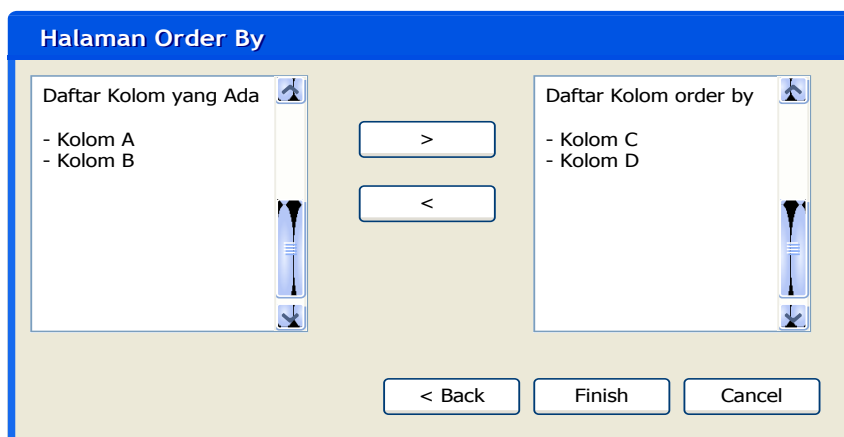 Halaman Order By
Daftar Kolom yang Ada
- Kolom A
- Kolom B
>
<
Daftar Kolom order by
- Kolom C
- Kolom D
< Back
Finish
Cancel